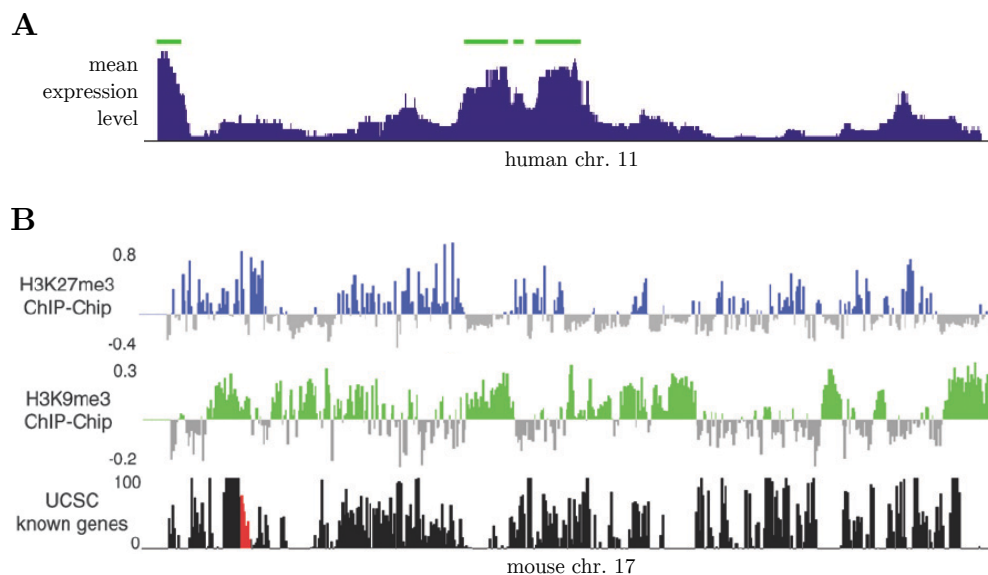 A
mean
expression
level
human chr. 11
B
0.8
H3K27me3
ChIP-Chip
-0.4
0.3
H3K9me3
ChIP-Chip
-0.2
100
UCSC
known genes
0
mouse chr. 17